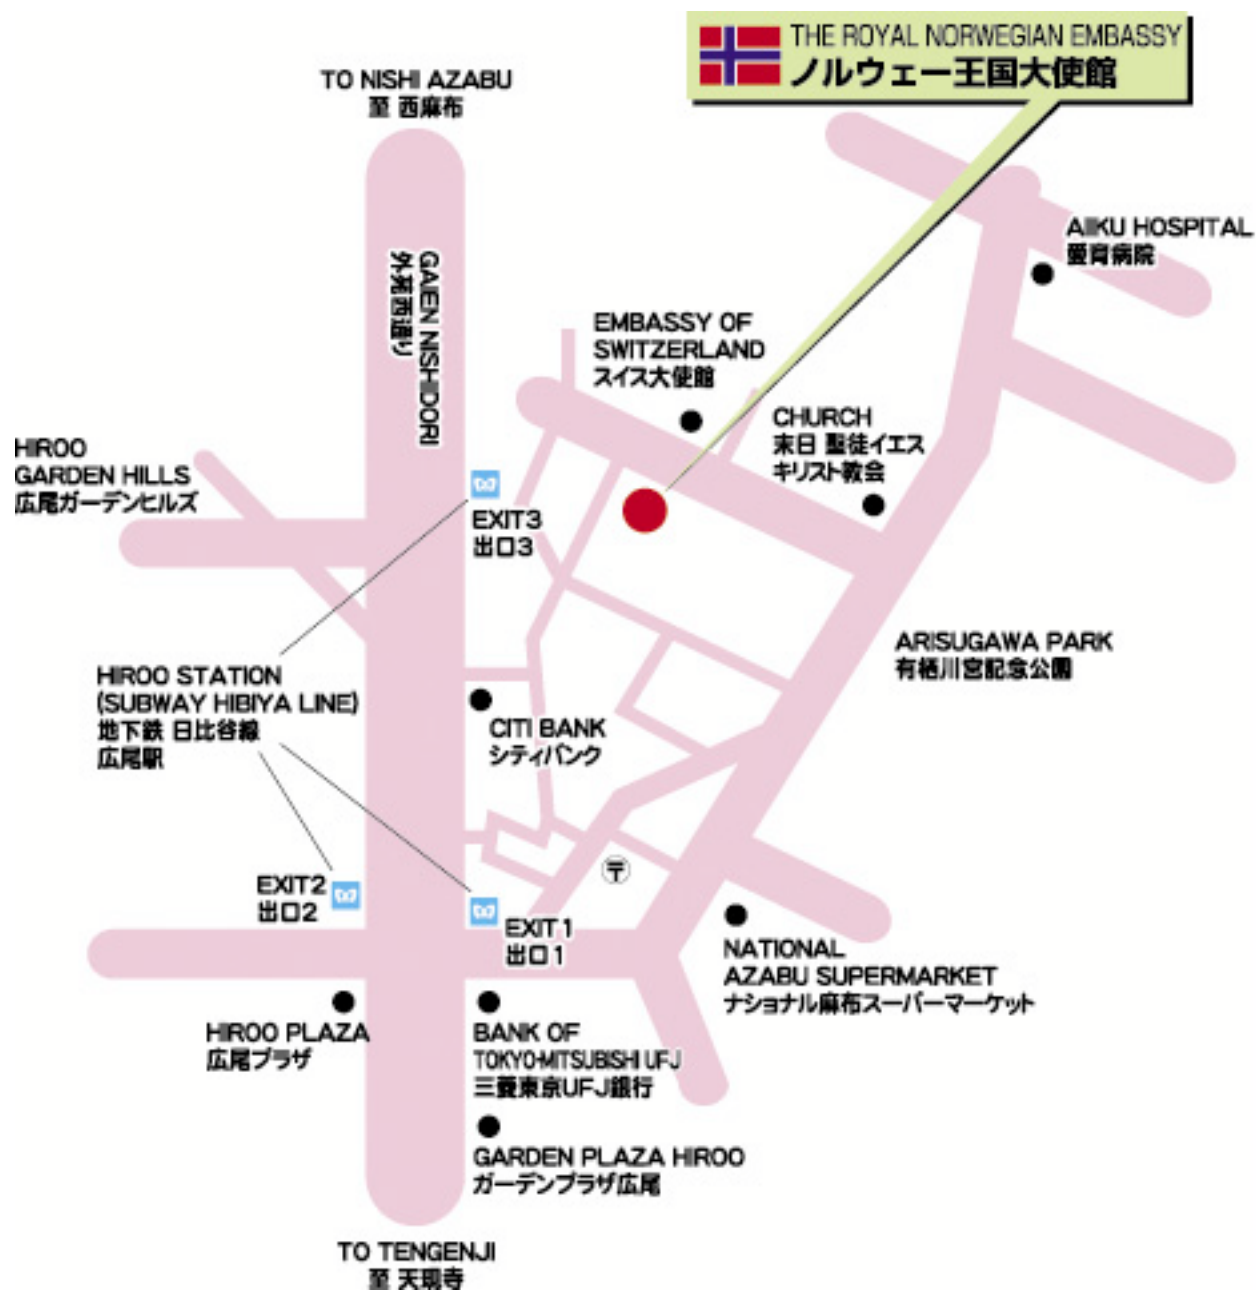 THE ROYAL NORWEGIAN EMBASSY
ノルウェー王国大使館
TO NISHI AZABU
至 西麻布
GAIEN NISHIDORI
外苑西通り
AIIKU HOSPITAL
愛育病院
EMBASSY OF
SWITZERLAND
スイス大使館
CHURCH
末日 聖徒イエス
キリスト教会
HIROO
GARDEN HILLS
広尾ガーデンヒルズ
EXIT3
出口3
ARISUGAWA PARK
有栖川宮記念公園
HIROO STATION
(SUBWAY HIBIYA LINE)
地下鉄 日比谷線
広尾駅
CITI BANK
シティバンク
〒
EXIT2
出口2
EXIT1
出口1
NATIONAL
AZABU SUPERMARKET
ナショナル麻布スーパーマーケット
HIROO PLAZA
広尾プラザ
BANK OF
TOKYO-MITSUBISHI UFJ
三菱東京UFJ銀行
GARDEN PLAZA HIROO
ガーデンプラザ広尾
TO TENGENJI
至 天現寺